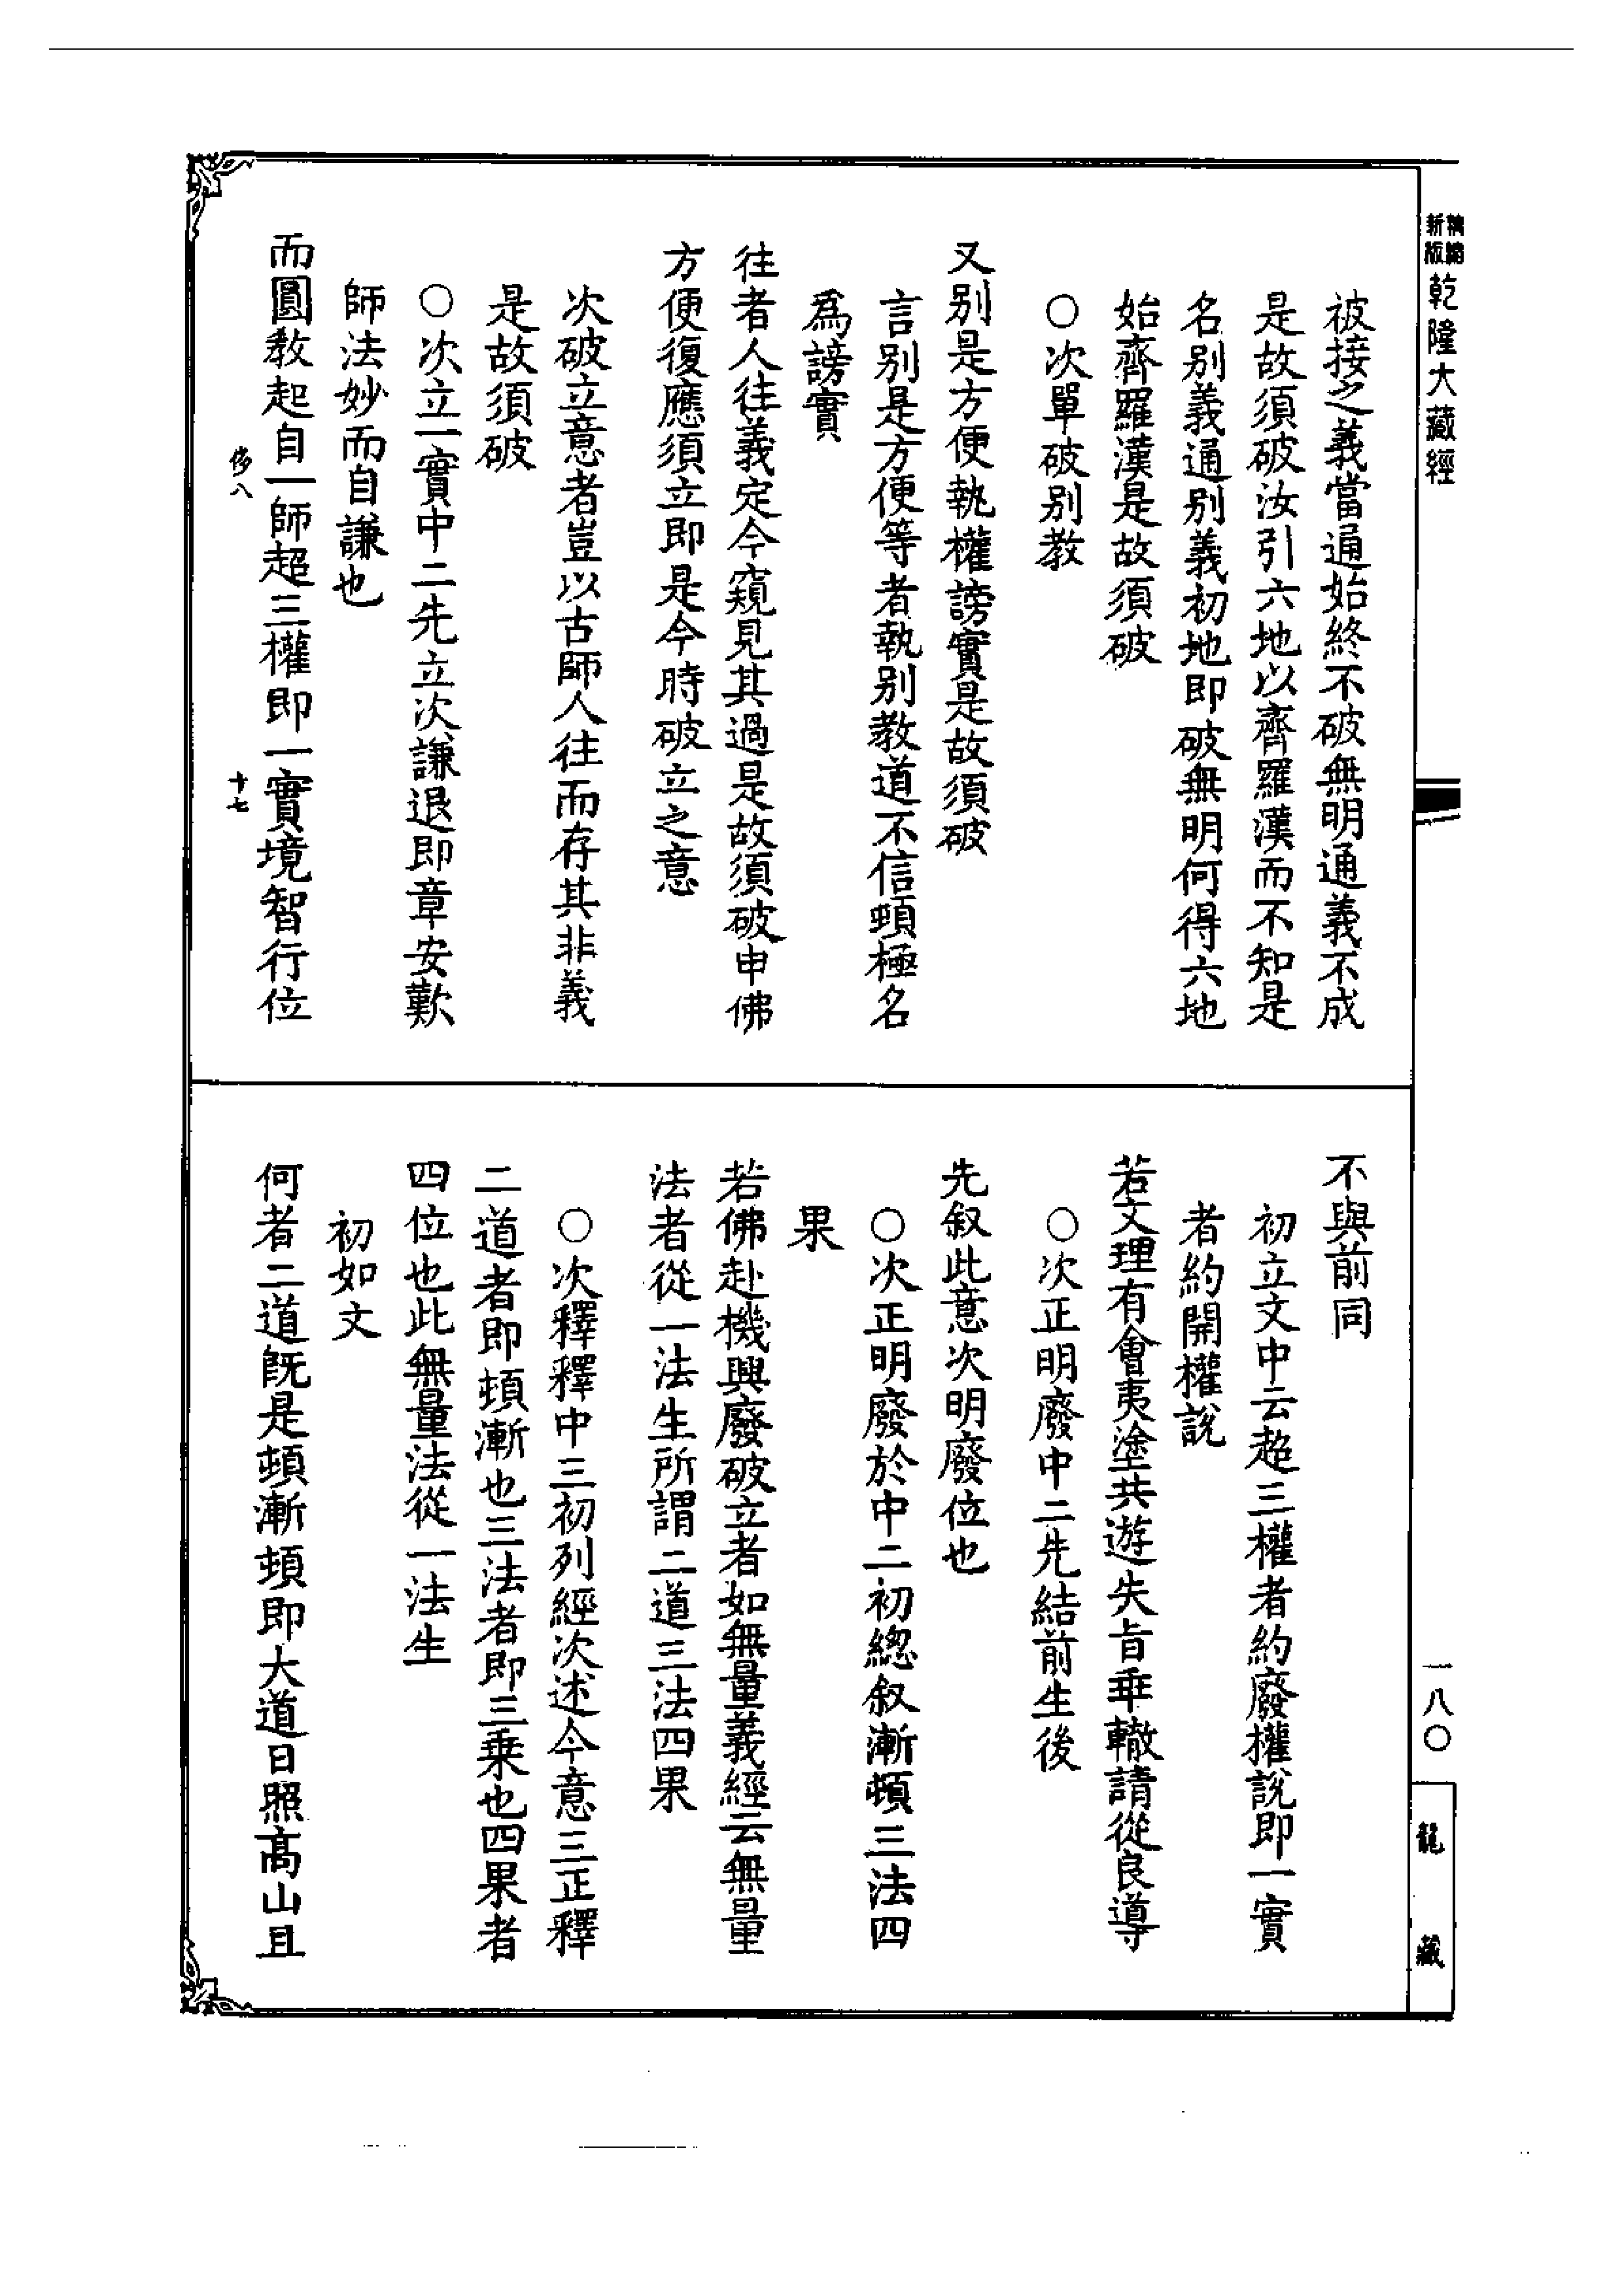 精縮新版乾隆大藏經
被接之義當通始終不破無明通義不成
是故須破汝引六地以齊羅漢而不知是
名別義通別義初地即破無明何得六地
始齊羅漢是故須破
○次單破別教
又別是方便執權謗實是故須破
言別是方便等者執別教道不信頓極名
為謗實
往者人往義定今窺見其過是故須破申佛
方便復應須立即是今時破立之意
次破立意者豈以古師人往而存其非義
是故須破
○次立一實中二先立次謙退即章安歎
師法妙而自謙也
而圓教起自一師超三權即一實境智行位
不與前同
初立文中云超三權者約廢權說即一實
者約開權說
若文理有會夷塗共遊失旨乖轍請從良導
○次正明廢中二先結前生後
先叙此意次明廢位也
○次正明廢於中二初總叙漸頓三法四
果
若佛赴機興廢破立者如無量義經云無量
法者從一法生所謂二道三法四果
○次釋釋中三初列經次述今意三正釋
二道者即頓漸也三法者即三乘也四果者
四位也此無量法從一法生
初如文
何者二道既是頓漸頓即大道日照高山且
十七
一八○
龍藏